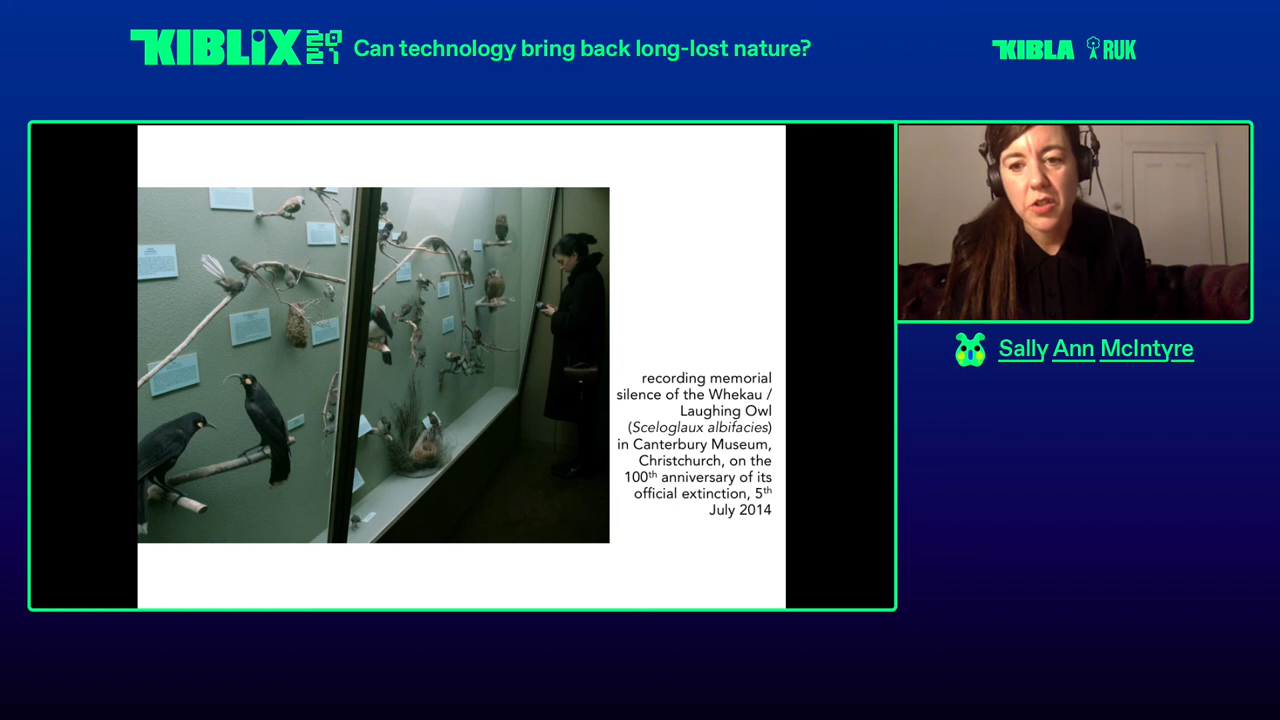 KIBLIX 2021 Can technology bring back long-lost nature?
KIBLA RUK
Sally Ann McIntyre
recording memorial
silence of the Whekau /
Laughing Owl
(Sceloglaux albifacies)
in Canterbury Museum,
Christchurch, on the
100th anniversary of its
official extinction, 5th
July 2014